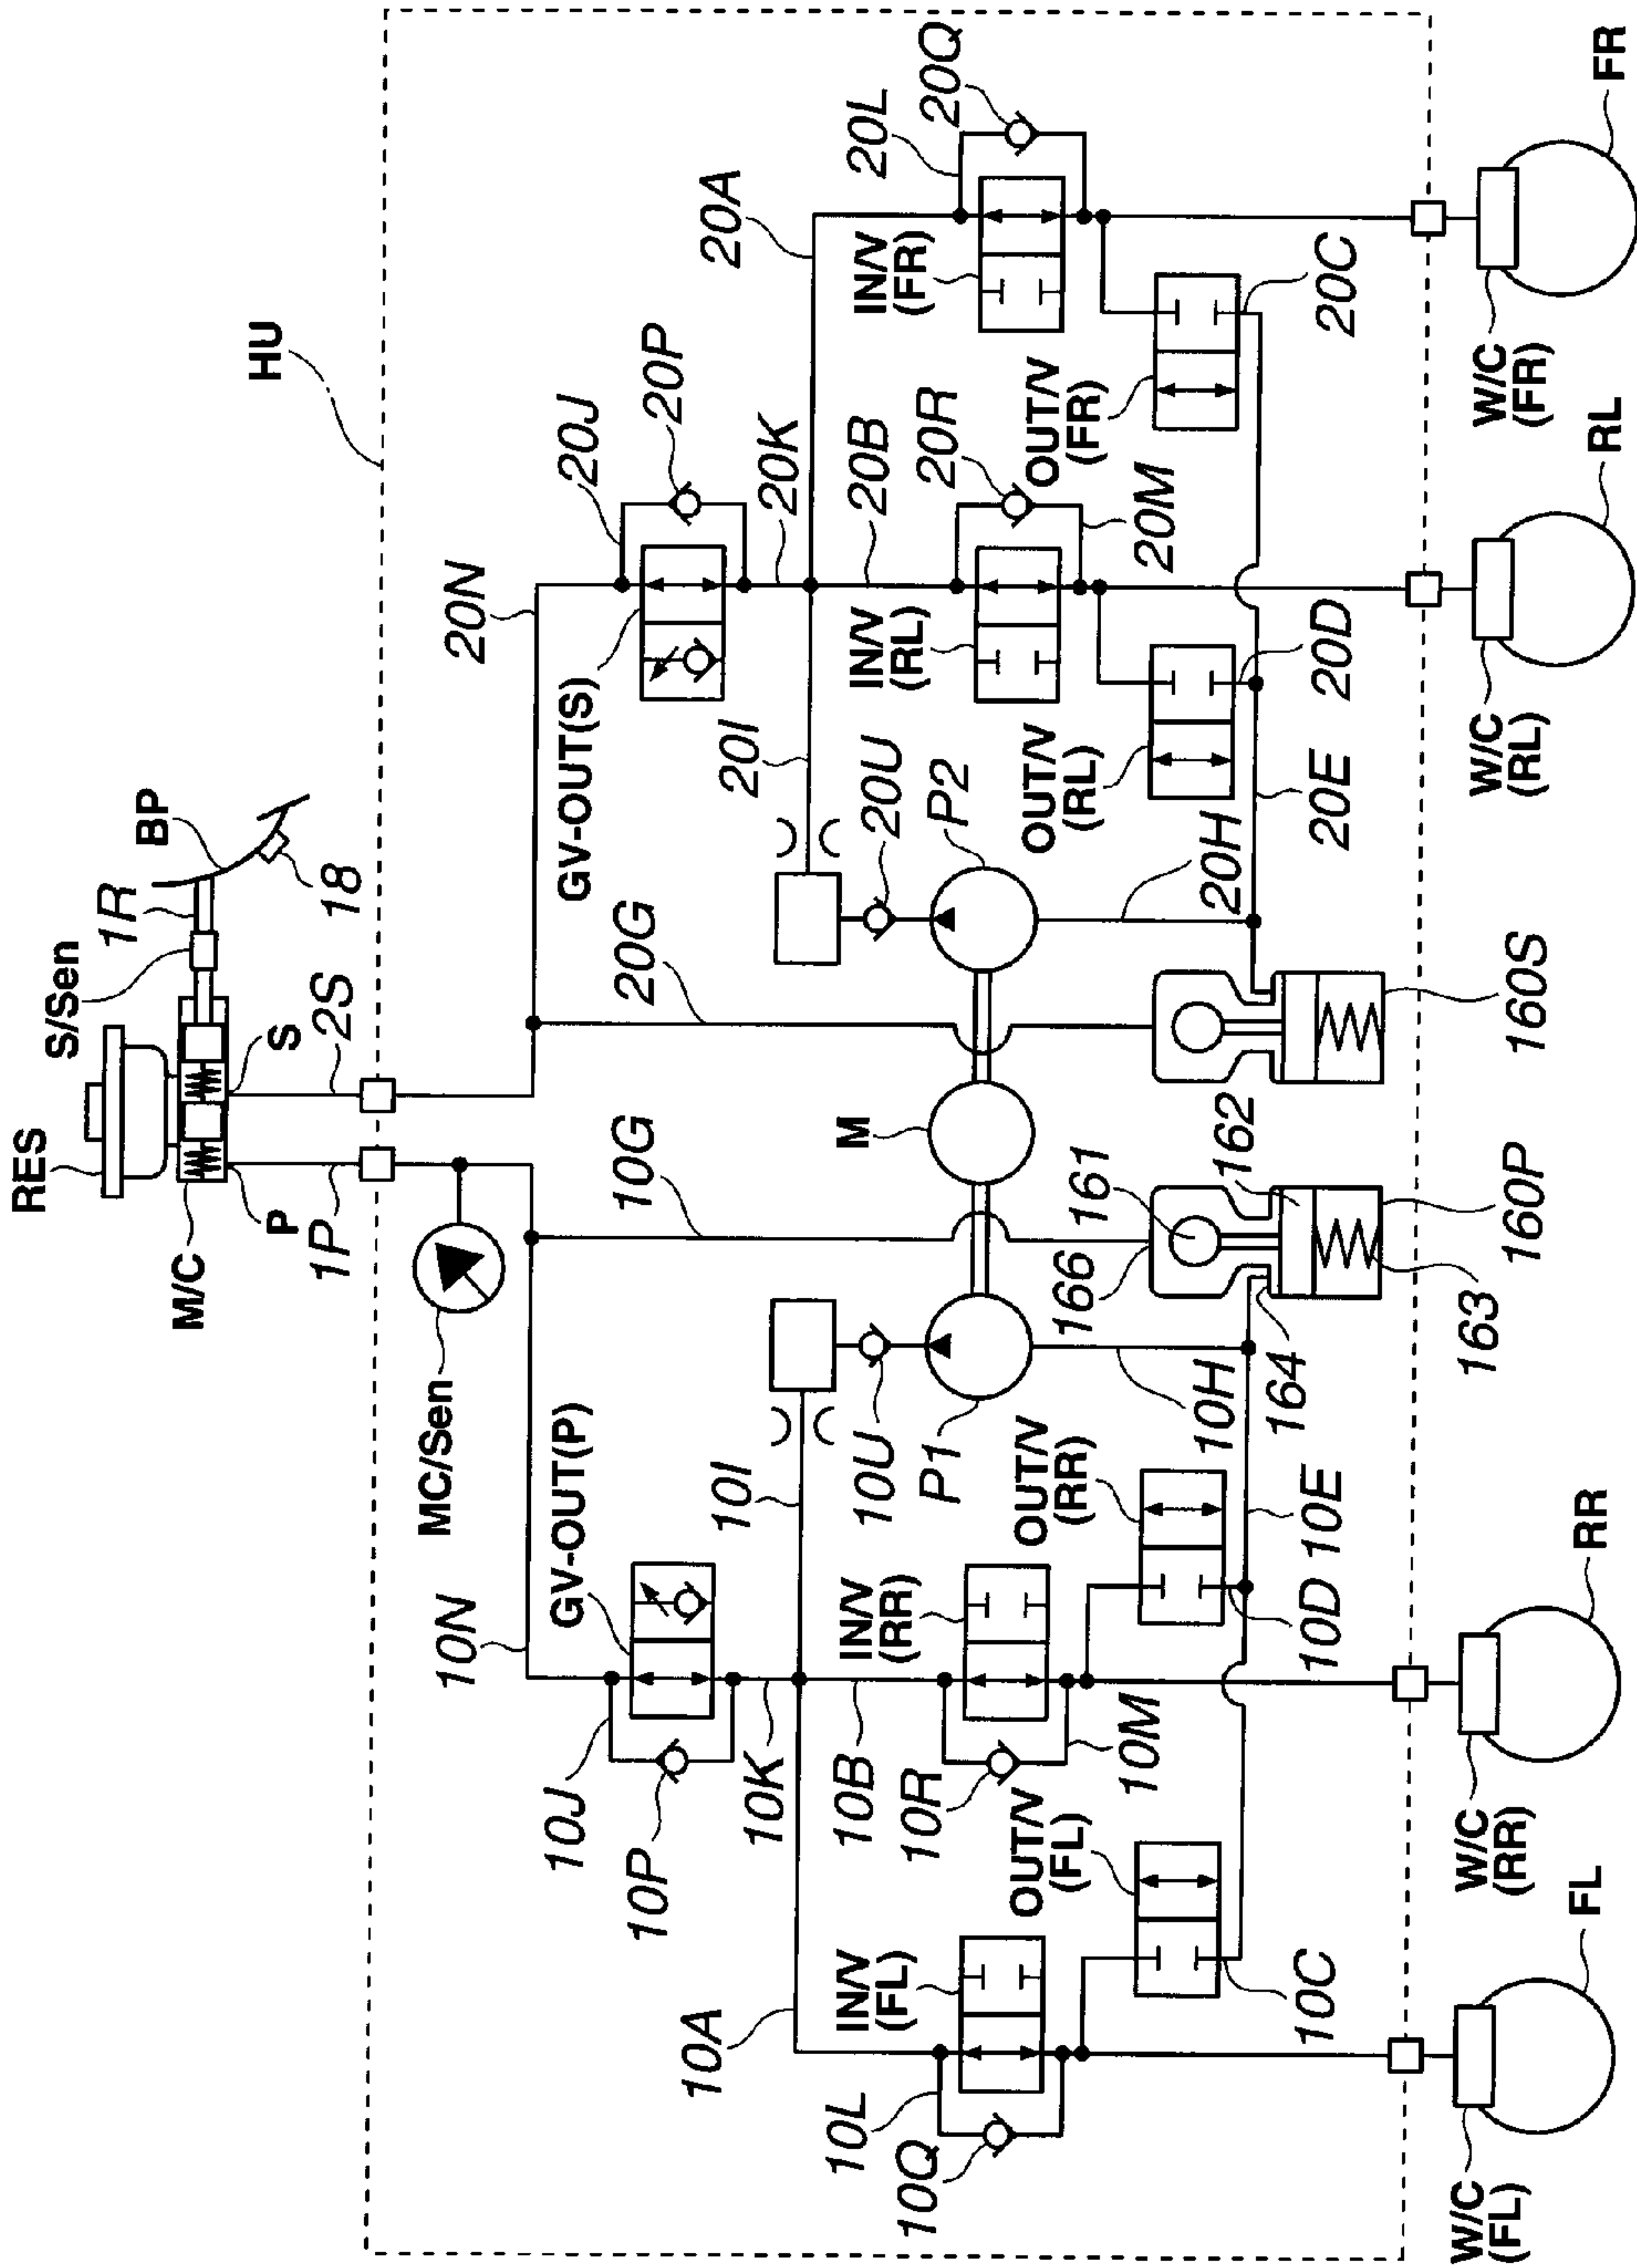 RES
M/C
P
1P
S
2S
S/Sen
1R
BP
18
HU
MC/Sen
10N
10J
10P
GV-OUT(P)
10K
10I
10G
10A
10B
10U
P1
M
20G
20N
20J
20P
GV-OUT(S)
20K
20I
20A
20B
20U
P2
10L
10Q
IN/V
(FL)
IN/V
(RR)
10R
10M
OUT/V
(FL)
OUT/V
(RR)
10C
10D
10E
10H
166
161
162
164
163
160P
160S
20H
20E
20D
20C
OUT/V
(RL)
OUT/V
(FR)
IN/V
(RL)
IN/V
(FR)
20R
20M
20L
20Q
W/C
(FL)
FL
W/C
(RR)
RR
W/C
(RL)
RL
W/C
(FR)
FR